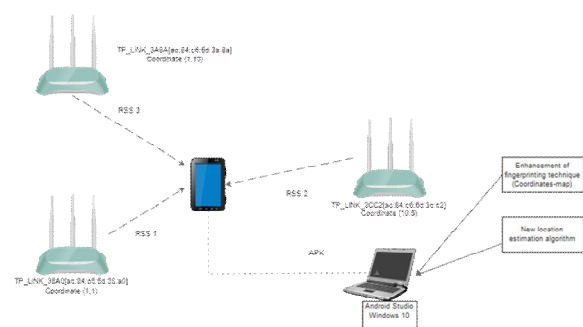 TP_LINK_3A8A{ac:84:c6:6d:3a:8a}
Coordinate (1,10)
RSS 3
Enhancement of
fingerprinting technique
(Coordinates-map)
RSS 2
TP_LINK_3CC2{ac:84:c6:6d:3c:c2}
Coordinate (10,5)
New location
estimation algorithm
RSS 1
APK
TP_LINK_38A0{ac:84:c6:6d:38:a0}
Coordinate (1,1)
Android Studio
Windows 10